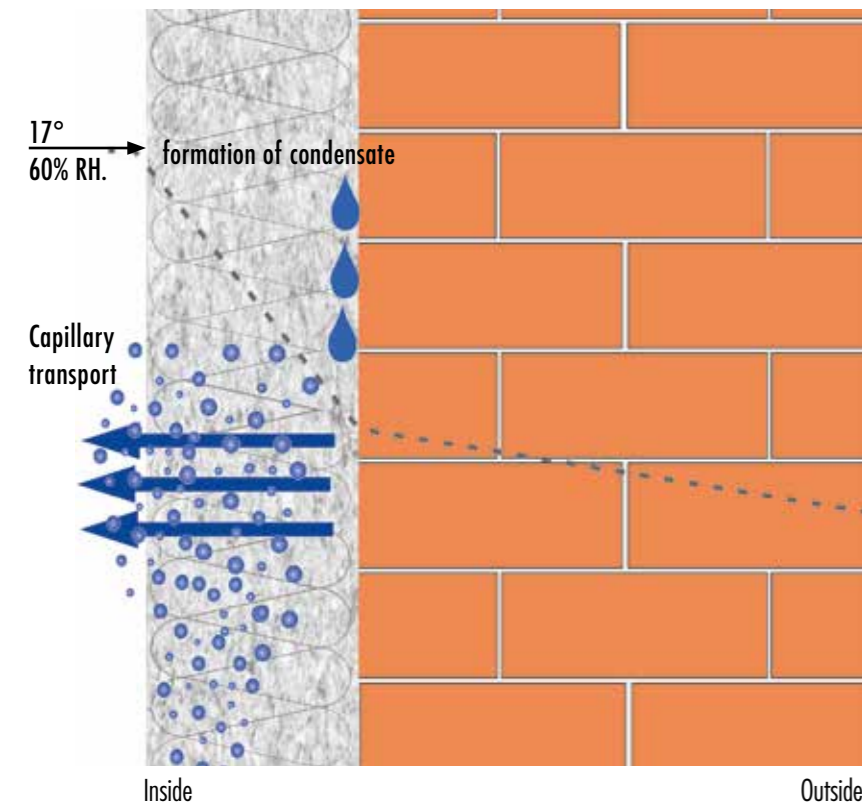 17°
60% RH.
formation of condensate
Capillary
transport
Inside
Outside